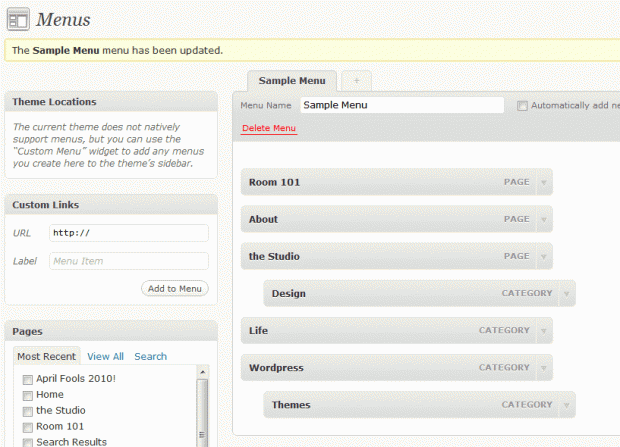 Menus
The Sample Menu menu has been updated.
Theme Locations
The current theme does not natively
support menus, but you can use the
"Custom Menu" widget to add any menus
you create here to the theme's sidebar.
Custom Links
URL http://
Label Menu Item
Add to Menu
Pages
Most Recent View All Search
April Fools 2010!
Home
the Studio
Room 101
Search Results
Sample Menu +
Menu Name Sample Menu Automatically add
Delete Menu
Room 101 PAGE
About PAGE
the Studio PAGE
Design CATEGORY
Life CATEGORY
Wordpress CATEGORY
Themes CATEGORY